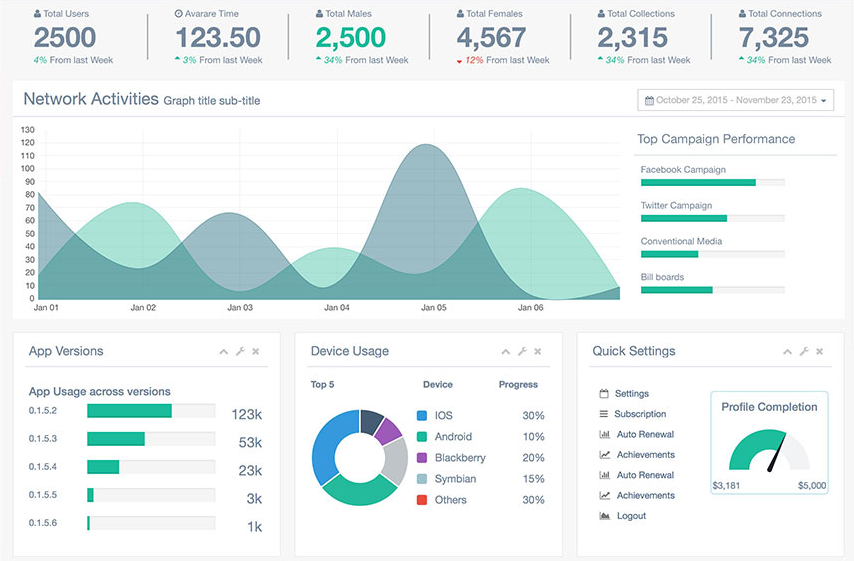 Total Users
2500
4% From last Week
Avarare Time
123.50
3% From last Week
Total Males
2,500
34% From last Week
Total Females
4,567
12% From last Week
Total Collections
2,315
34% From last Week
Total Connections
7,325
34% From last Week
Network Activities Graph title sub-title
October 25, 2015 - November 23, 2015
130
120
110
100
90
80
70
60
50
40
30
20
10
0
Jan 01 Jan 02 Jan 03 Jan 04 Jan 05 Jan 06
Top Campaign Performance
Facebook Campaign
Twitter Campaign
Conventional Media
Bill boards
App Versions
App Usage across versions
0.1.5.2 123k
0.1.5.3 53k
0.1.5.4 23k
0.1.5.5 3k
0.1.5.6 1k
Device Usage
Top 5 Device Progress
IOS 30%
Android 10%
Blackberry 20%
Symbian 15%
Others 30%
Quick Settings
Settings
Subscription
Auto Renewal
Achievements
Auto Renewal
Achievements
Logout
Profile Completion
$3,181 $5,000